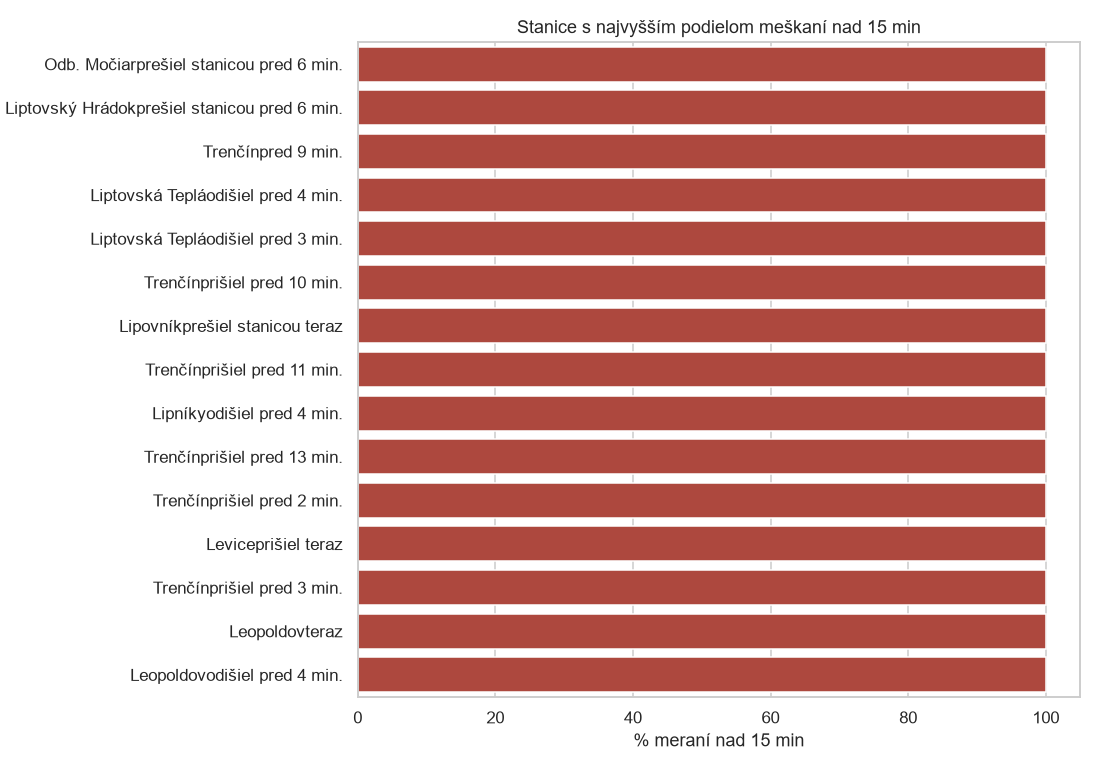 Stanice s najvyšším podielom meškaní nad 15 min
Odb. Močiarprešiel stanicou pred 6 min.
Liptovský Hrádokprešiel stanicou pred 6 min.
Trenčínpred 9 min.
Liptovská Tepláodišiel pred 4 min.
Liptovská Tepláodišiel pred 3 min.
Trenčínprišiel pred 10 min.
Lipovníkprešiel stanicou teraz
Trenčínprišiel pred 11 min.
Lipníkyodišiel pred 4 min.
Trenčínprišiel pred 13 min.
Trenčínprišiel pred 2 min.
Leviceprišiel teraz
Trenčínprišiel pred 3 min.
Leopoldovteraz
Leopoldovodišiel pred 4 min.
0 20 40 60 80 100
% meraní nad 15 min